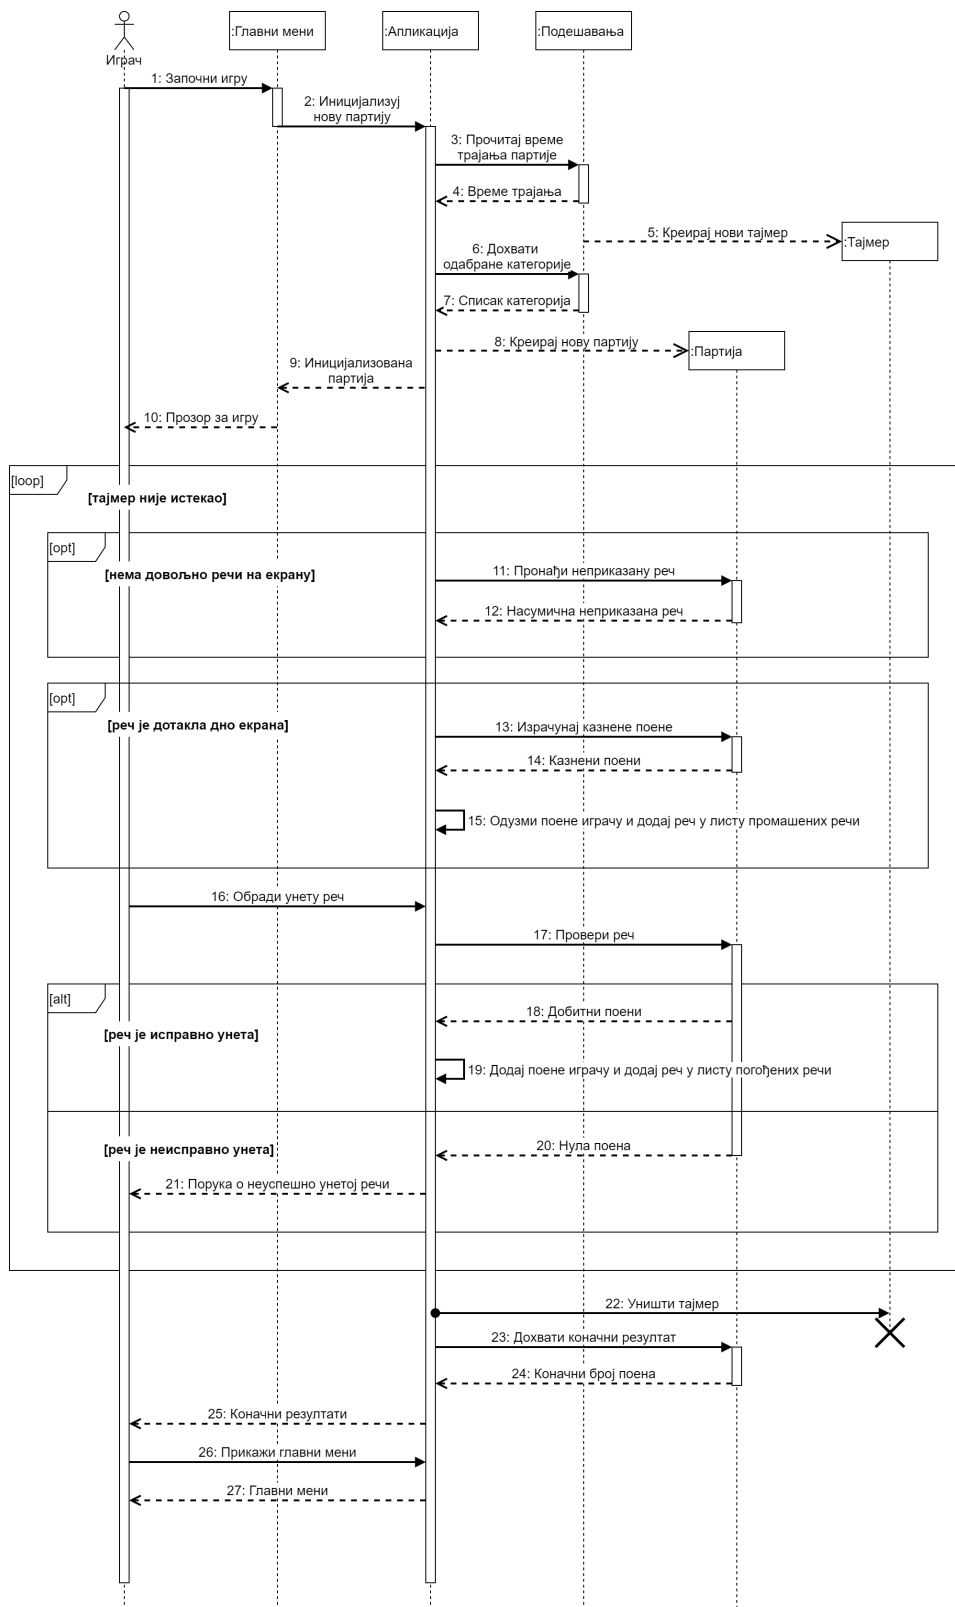 :Главни мени
:Апликација
:Подешавања
Играч
1: Започни игру
2: Иницијализуј
нову партију
3: Прочитај време
трајања партије
4: Време трајања
5: Креирај нови тајмер
:Тајмер
6: Дохвати
одабране категорије
7: Списак категорија
8: Креирај нову партију
:Партија
9: Иницијализована
партија
10: Прозор за игру
[loop]
[тајмер није истекао]
[opt]
[нема довољно речи на екрану]
11: Пронађи неприказану реч
12: Насумична неприказана реч
[opt]
[реч је дотакла дно екрана]
13: Израчунај казнене поене
14: Казнени поени
15: Одузми поене играчу и додај реч у листу промашених речи
16: Обради унету реч
17: Провери реч
[alt]
18: Добитни поени
[реч је исправно унета]
19: Додај поене играчу и додај реч у листу погођених речи
[реч је неисправно унета]
20: Нула поена
21: Порука о неуспешно унетој речи
22: Уништи тајмер
23: Дохвати коначни резултат
24: Коначни број поена
25: Коначни резултати
26: Прикажи главни мени
27: Главни мени